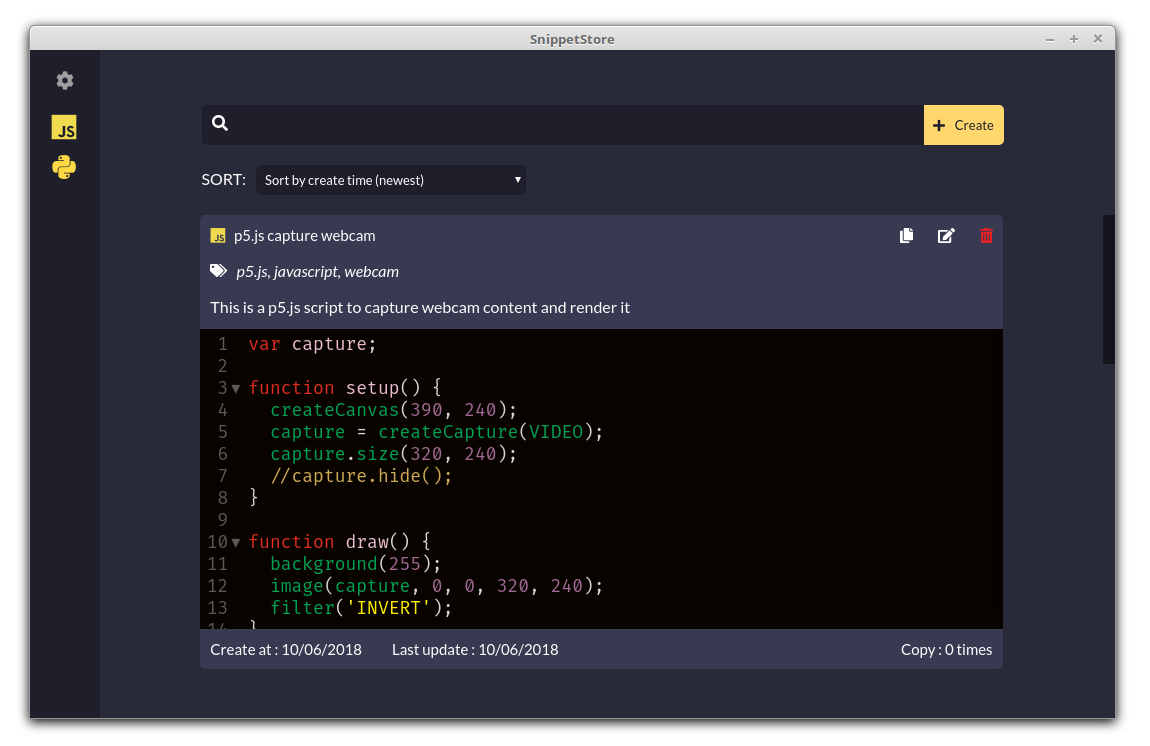 SnippetStore
JS
Create
SORT: Sort by create time (newest)
JS p5.js capture webcam
p5.js, javascript, webcam
This is a p5.js script to capture webcam content and render it
1 var capture;
2
3 function setup() {
4   createCanvas(390, 240);
5   capture = createCapture(VIDEO);
6   capture.size(320, 240);
7   //capture.hide();
8 }
9
10 function draw() {
11   background(255);
12   image(capture, 0, 0, 320, 240);
13   filter('INVERT');
14 }
Create at : 10/06/2018 Last update : 10/06/2018 Copy : 0 times